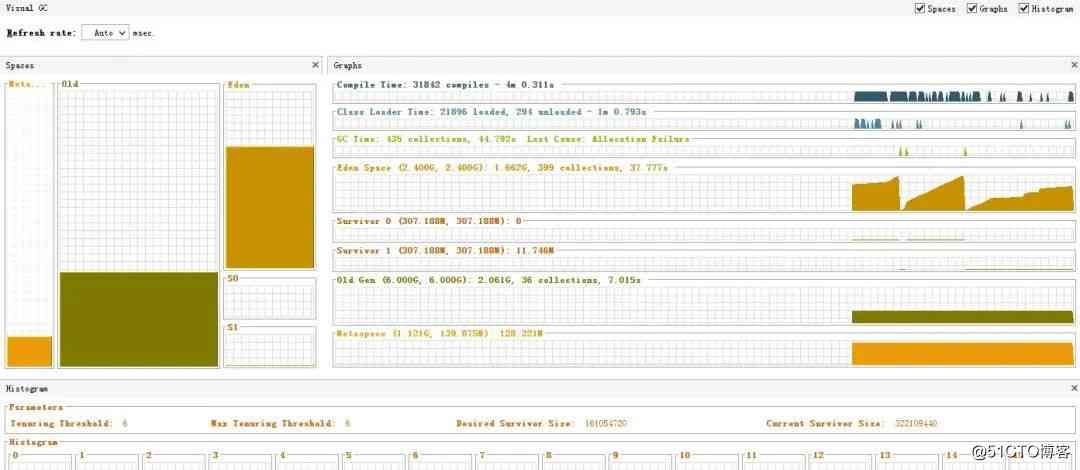 Visual GC
Spaces Graphs Histogram
Refresh rate: Auto msec.
Spaces
Graphs
Meta...
Old
Eden
S0
S1
Compile Time: 31842 compiles - 4m 0.311s
Class Loader Time: 21896 loaded, 294 unloaded - 1m 0.793s
GC Time: 435 collections, 44.792s Last Cause: Allocation Failure
Eden Space (2.400G, 2.400G): 1.662G, 399 collections, 37.777s
Survivor 0 (307.188M, 307.188M): 0
Survivor 1 (307.188M, 307.188M): 11.746M
Old Gen (6.000G, 6.000G): 2.061G, 36 collections, 7.015s
Metaspace (1.121G, 139.875M): 128.221M
Histogram
Parameters
Tenuring Threshold: 6
Max Tenuring Threshold: 6
Desired Survivor Size: 161054720
Current Survivor Size: 322109440
Histogram
0 1 2 3 4 5 6 7 8 9 10 11 12 13 14
@51CTO博客